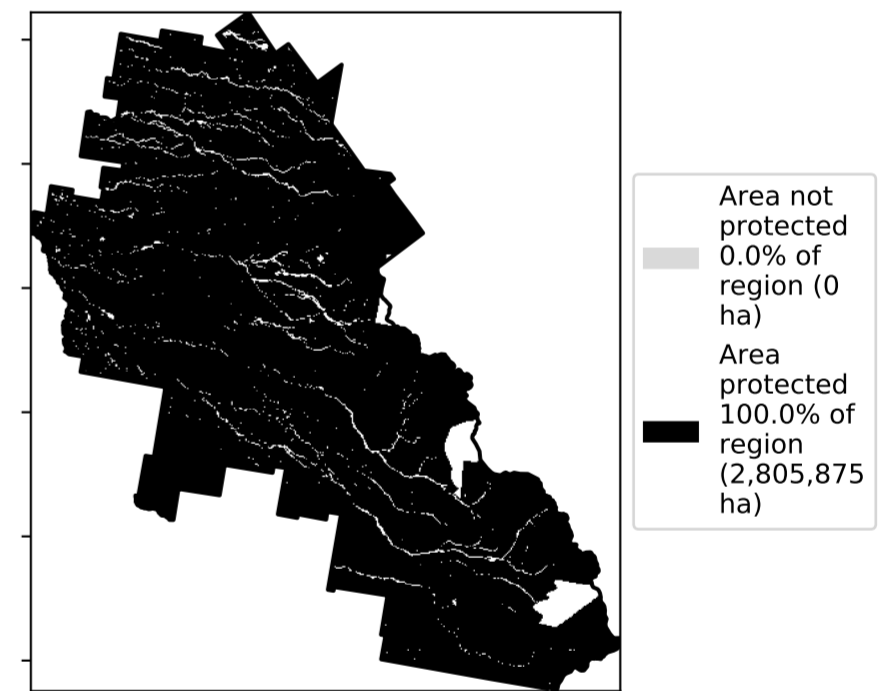 Area not
protected
0.0% of
region (0
ha)
Area
protected
100.0% of
region
(2,805,875
ha)